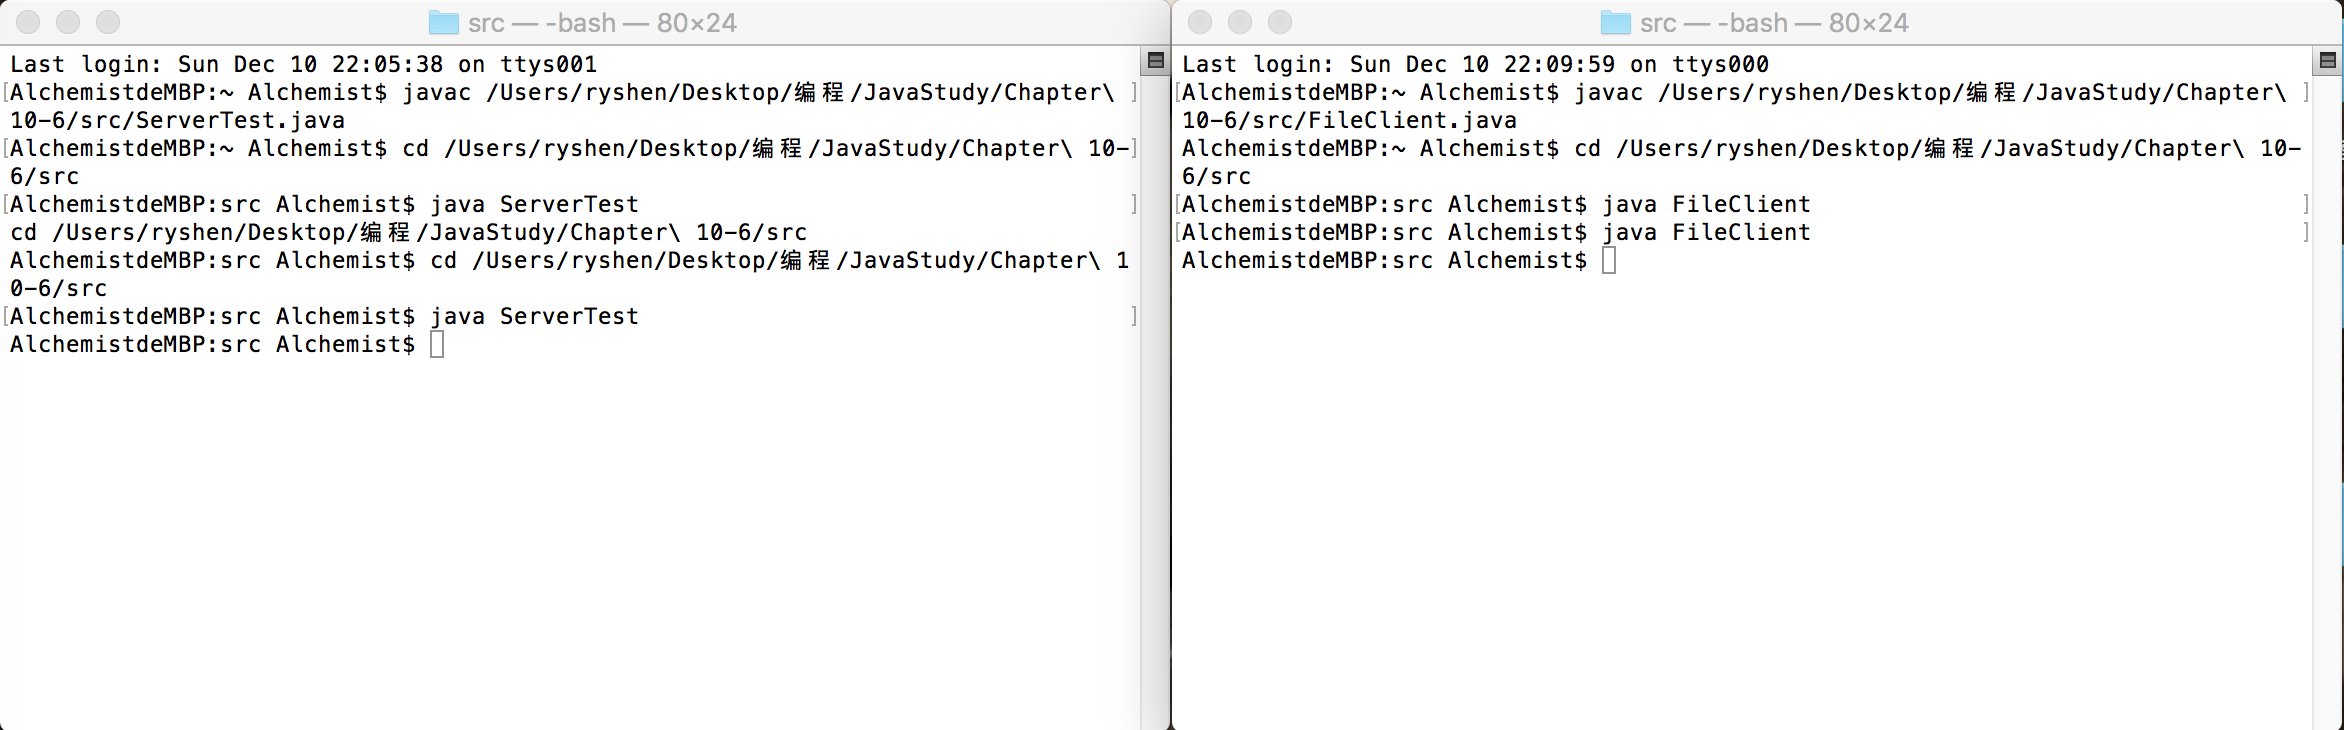 src — -bash — 80×24
Last login: Sun Dec 10 22:05:38 on ttys001
[AlchemistdeMBP:~ Alchemist$ javac /Users/ryshen/Desktop/编程/JavaStudy/Chapter\ ]
10-6/src/ServerTest.java
[AlchemistdeMBP:~ Alchemist$ cd /Users/ryshen/Desktop/编程/JavaStudy/Chapter\ 10-]
6/src
[AlchemistdeMBP:src Alchemist$ java ServerTest ]
cd /Users/ryshen/Desktop/编程/JavaStudy/Chapter\ 10-6/src
AlchemistdeMBP:src Alchemist$ cd /Users/ryshen/Desktop/编程/JavaStudy/Chapter\ 1
0-6/src
[AlchemistdeMBP:src Alchemist$ java ServerTest ]
AlchemistdeMBP:src Alchemist$
src — -bash — 80×24
Last login: Sun Dec 10 22:09:59 on ttys000
[AlchemistdeMBP:~ Alchemist$ javac /Users/ryshen/Desktop/编程/JavaStudy/Chapter\ ]
10-6/src/FileClient.java
AlchemistdeMBP:~ Alchemist$ cd /Users/ryshen/Desktop/编程/JavaStudy/Chapter\ 10-
6/src
[AlchemistdeMBP:src Alchemist$ java FileClient ]
[AlchemistdeMBP:src Alchemist$ java FileClient ]
AlchemistdeMBP:src Alchemist$